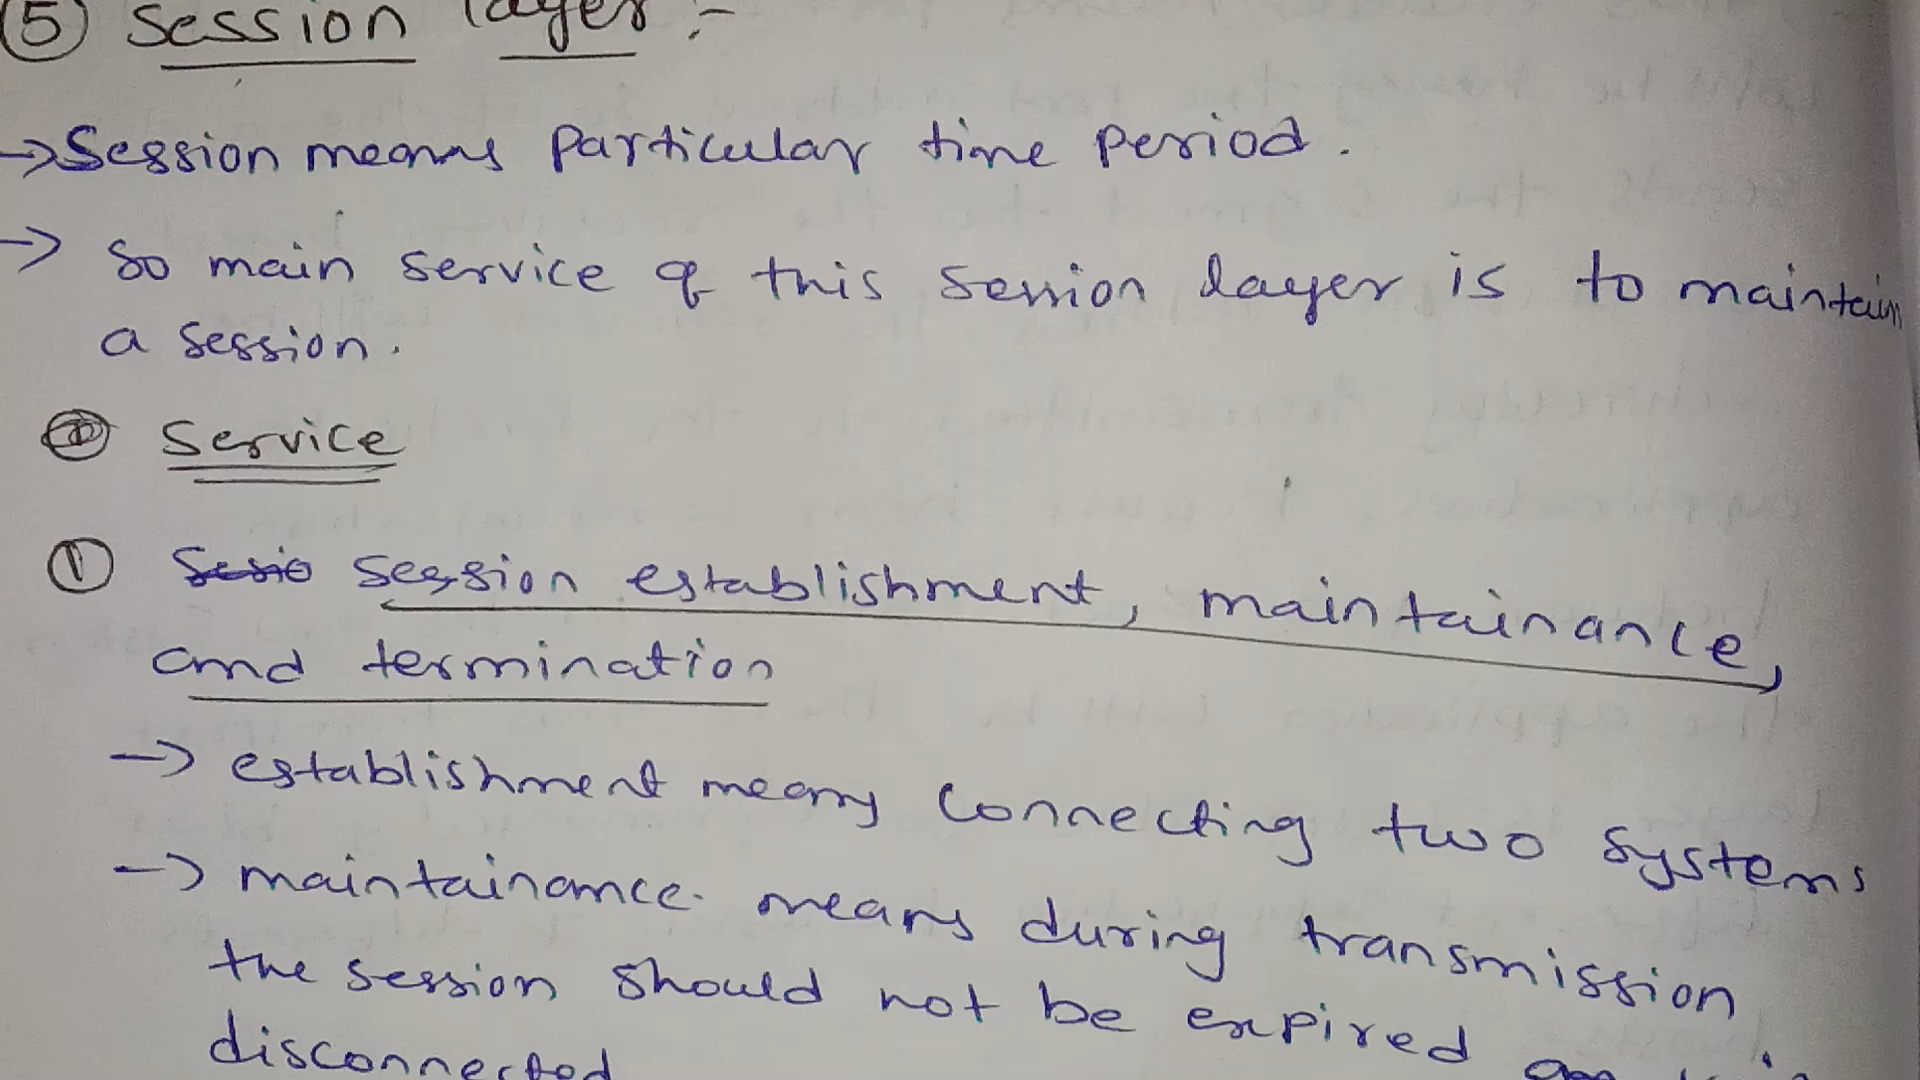 ⑤ Session layer :-
→ Session means particular time period.
→ So main service of this session layer is to maintain
a session.
Service
① Sesio session establishment, maintainance,
and termination
→ establishment means connecting two systems
→ maintainance means during transmission
the session should not be expired
disconnected